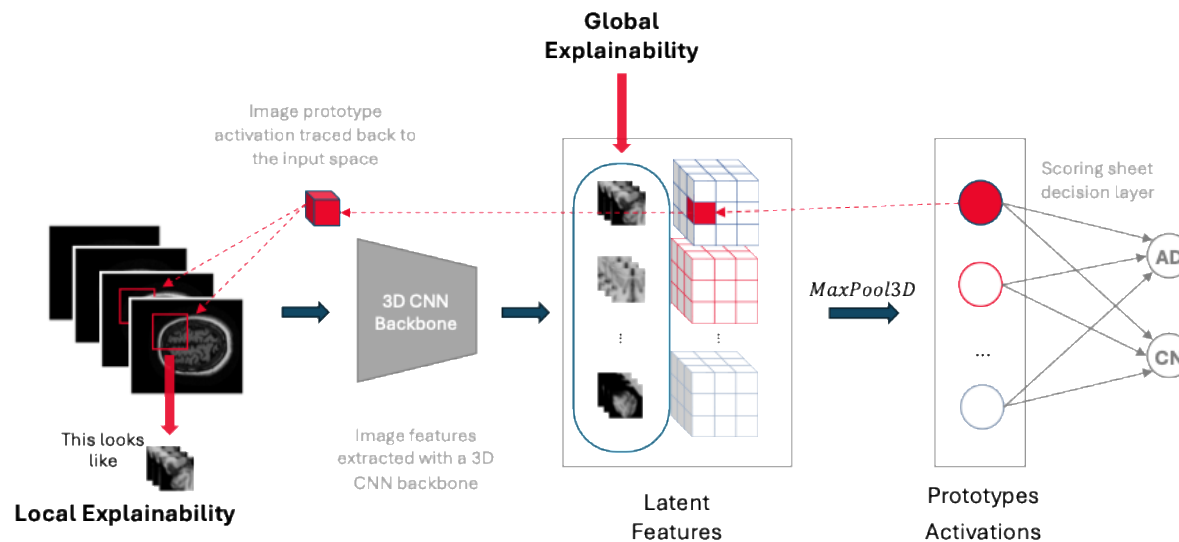 Global
Explainability
Image prototype
activation traced back to
the input space
Scoring sheet
decision layer
3D CNN
Backbone
MaxPool3D
AD
CN
...
...
...
This looks
like
Image features
extracted with a 3D
CNN backbone
Local Explainability
Latent
Features
Prototypes
Activations